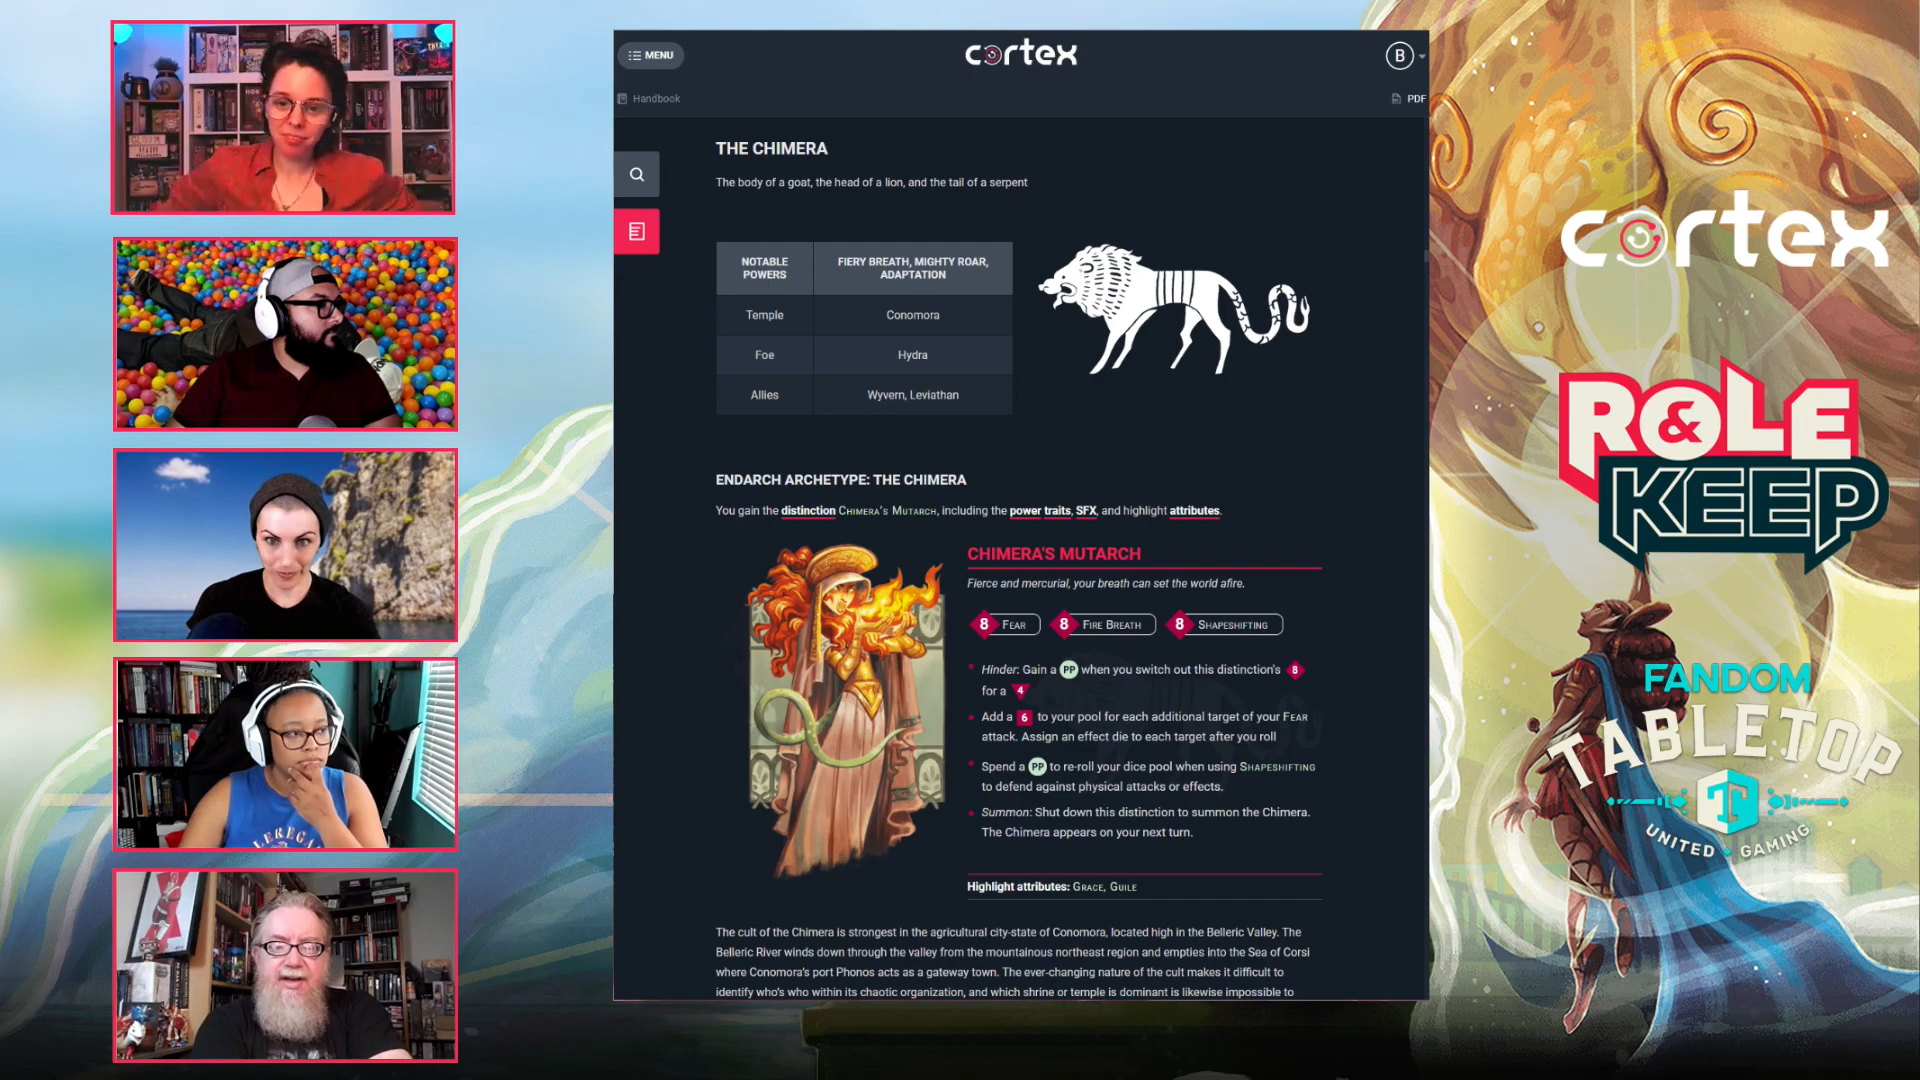 MENU
cortex
B
Handbook
PDF
THE CHIMERA
The body of a goat, the head of a lion, and the tail of a serpent
NOTABLE POWERS
FIERY BREATH, MIGHTY ROAR, ADAPTATION
Temple
Conomora
Foe
Hydra
Allies
Wyvern, Leviathan
ENDARCH ARCHETYPE: THE CHIMERA
You gain the distinction CHIMERA'S MUTARCH, including the power traits, SFX, and highlight attributes.
CHIMERA'S MUTARCH
Fierce and mercurial, your breath can set the world afire.
8 FEAR
8 FIRE BREATH
8 SHAPESHIFTING
Hinder: Gain a PP when you switch out this distinction's 8
for a 4
Add a 6 to your pool for each additional target of your FEAR
attack. Assign an effect die to each target after you roll
Spend a PP to re-roll your dice pool when using SHAPESHIFTING
to defend against physical attacks or effects.
Summon: Shut down this distinction to summon the Chimera.
The Chimera appears on your next turn.
Highlight attributes: GRACE, GUILE
The cult of the Chimera is strongest in the agricultural city-state of Conomora, located high in the Belleric Valley. The
Belleric River winds down through the valley from the mountainous northeast region and empties into the Sea of Corsi
where Conomora's port Phonos acts as a gateway town. The ever-changing nature of the cult makes it difficult to
identify who's who within its chaotic organization, and which shrine or temple is dominant is likewise impossible to
cortex
R&LE
KEEP
FANDOM
TABLETOP
UNITED • GAMING